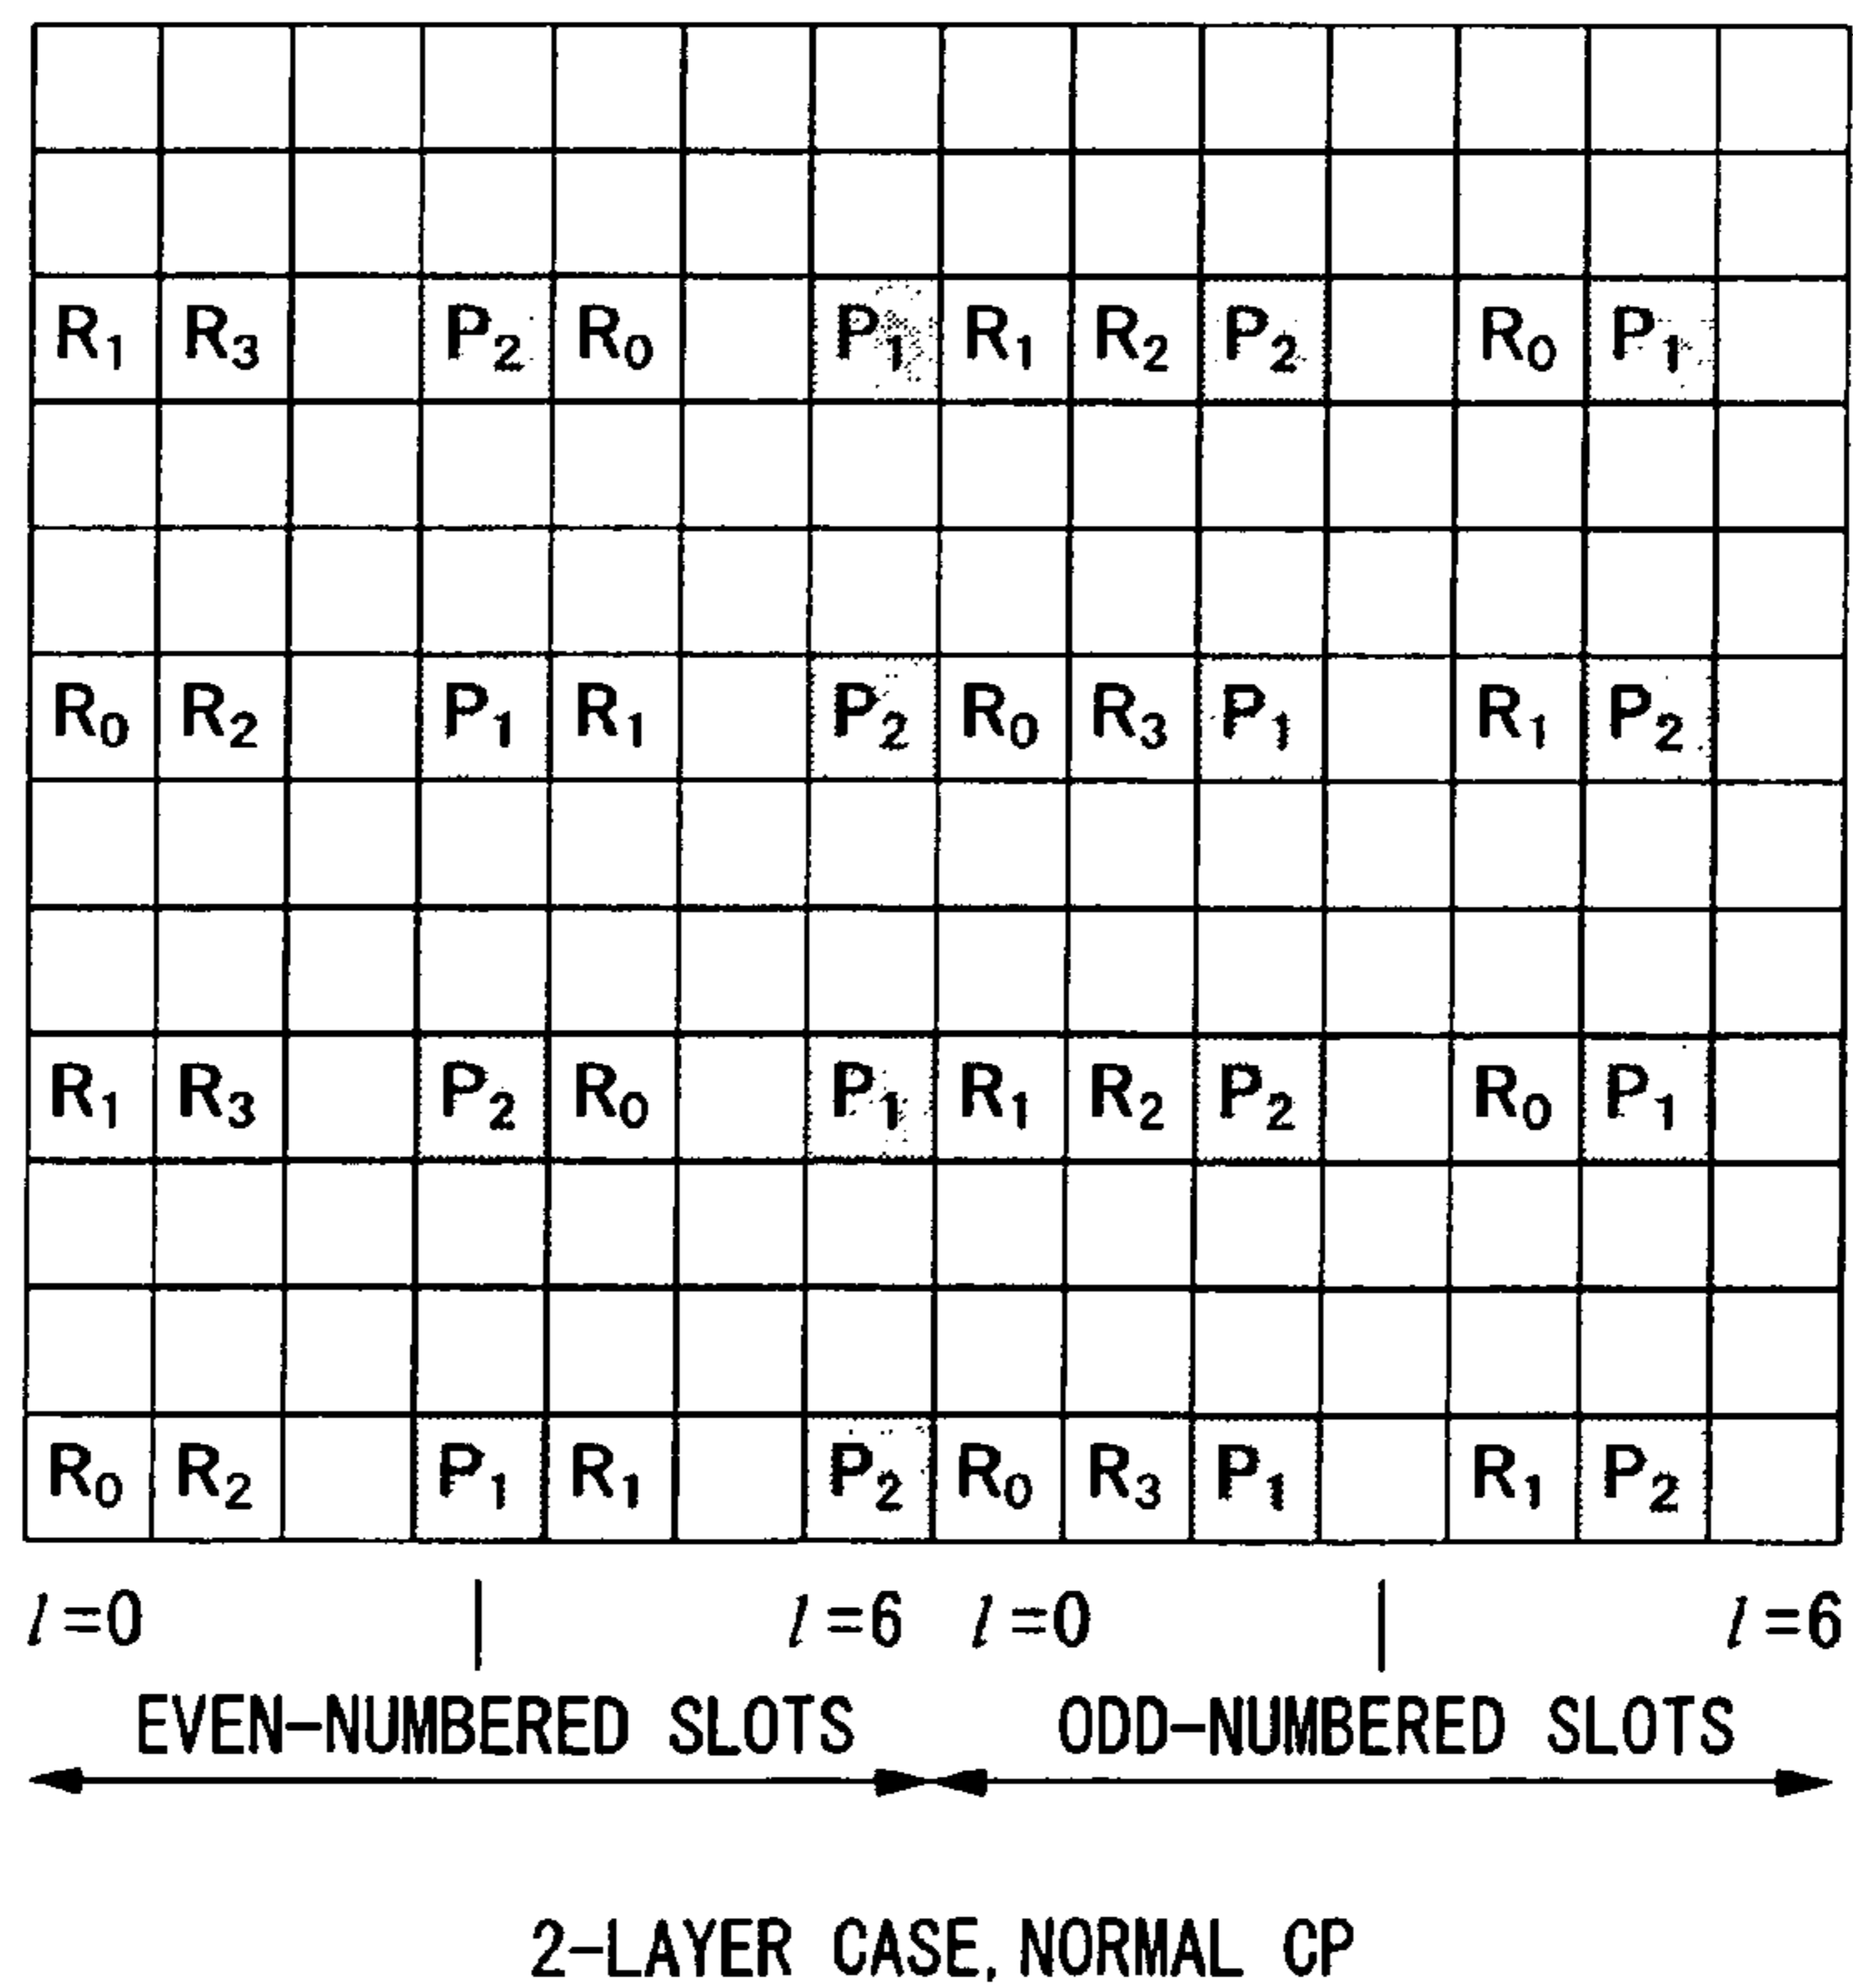 R₁ R₃ P₂ R₀ P₁ R₁ R₂ P₂ R₀ P₁
R₀ R₂ P₁ R₁ P₂ R₀ R₃ P₁ R₁ P₂
R₁ R₃ P₂ R₀ P₁ R₁ R₂ P₂ R₀ P₁
R₀ R₂ P₁ R₁ P₂ R₀ R₃ P₁ R₁ P₂
l=0 l=6 l=0 l=6
EVEN-NUMBERED SLOTS ODD-NUMBERED SLOTS
2-LAYER CASE, NORMAL CP